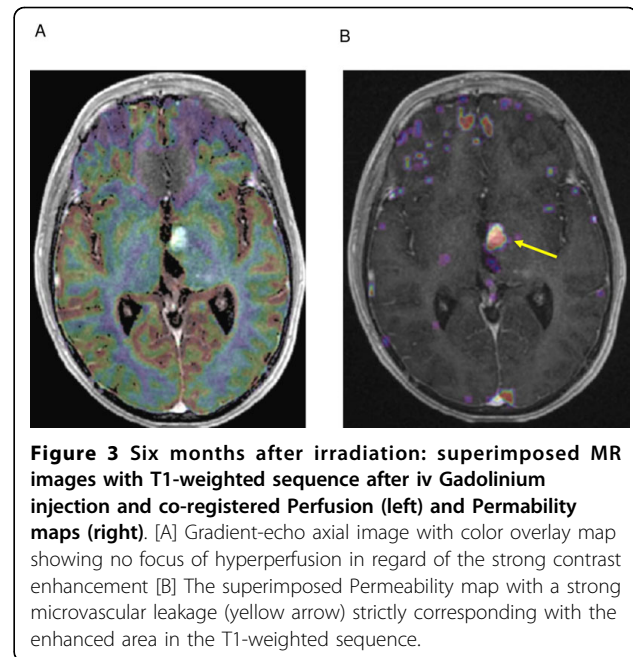 A
B
Figure 3 Six months after irradiation: superimposed MR
images with T1-weighted sequence after iv Gadolinium
injection and co-registered Perfusion (left) and Permability
maps (right). [A] Gradient-echo axial image with color overlay map
showing no focus of hyperperfusion in regard of the strong contrast
enhancement [B] The superimposed Permeability map with a strong
microvascular leakage (yellow arrow) strictly corresponding with the
enhanced area in the T1-weighted sequence.